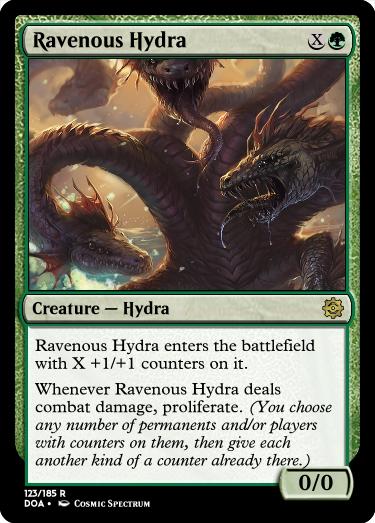 Ravenous Hydra X
Creature — Hydra
Ravenous Hydra enters the battlefield
with X +1/+1 counters on it.
Whenever Ravenous Hydra deals
combat damage, proliferate. (You choose
any number of permanents and/or players
with counters on them, then give each
another kind of a counter already there.)
0/0
123/185 R
DOA • Cosmic Spectrum